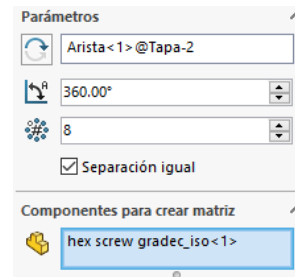 Parámetros
Arista<1>@Tapa-2
360.00°
8
Separación igual
Componentes para crear matriz
hex screw gradec_iso<1>